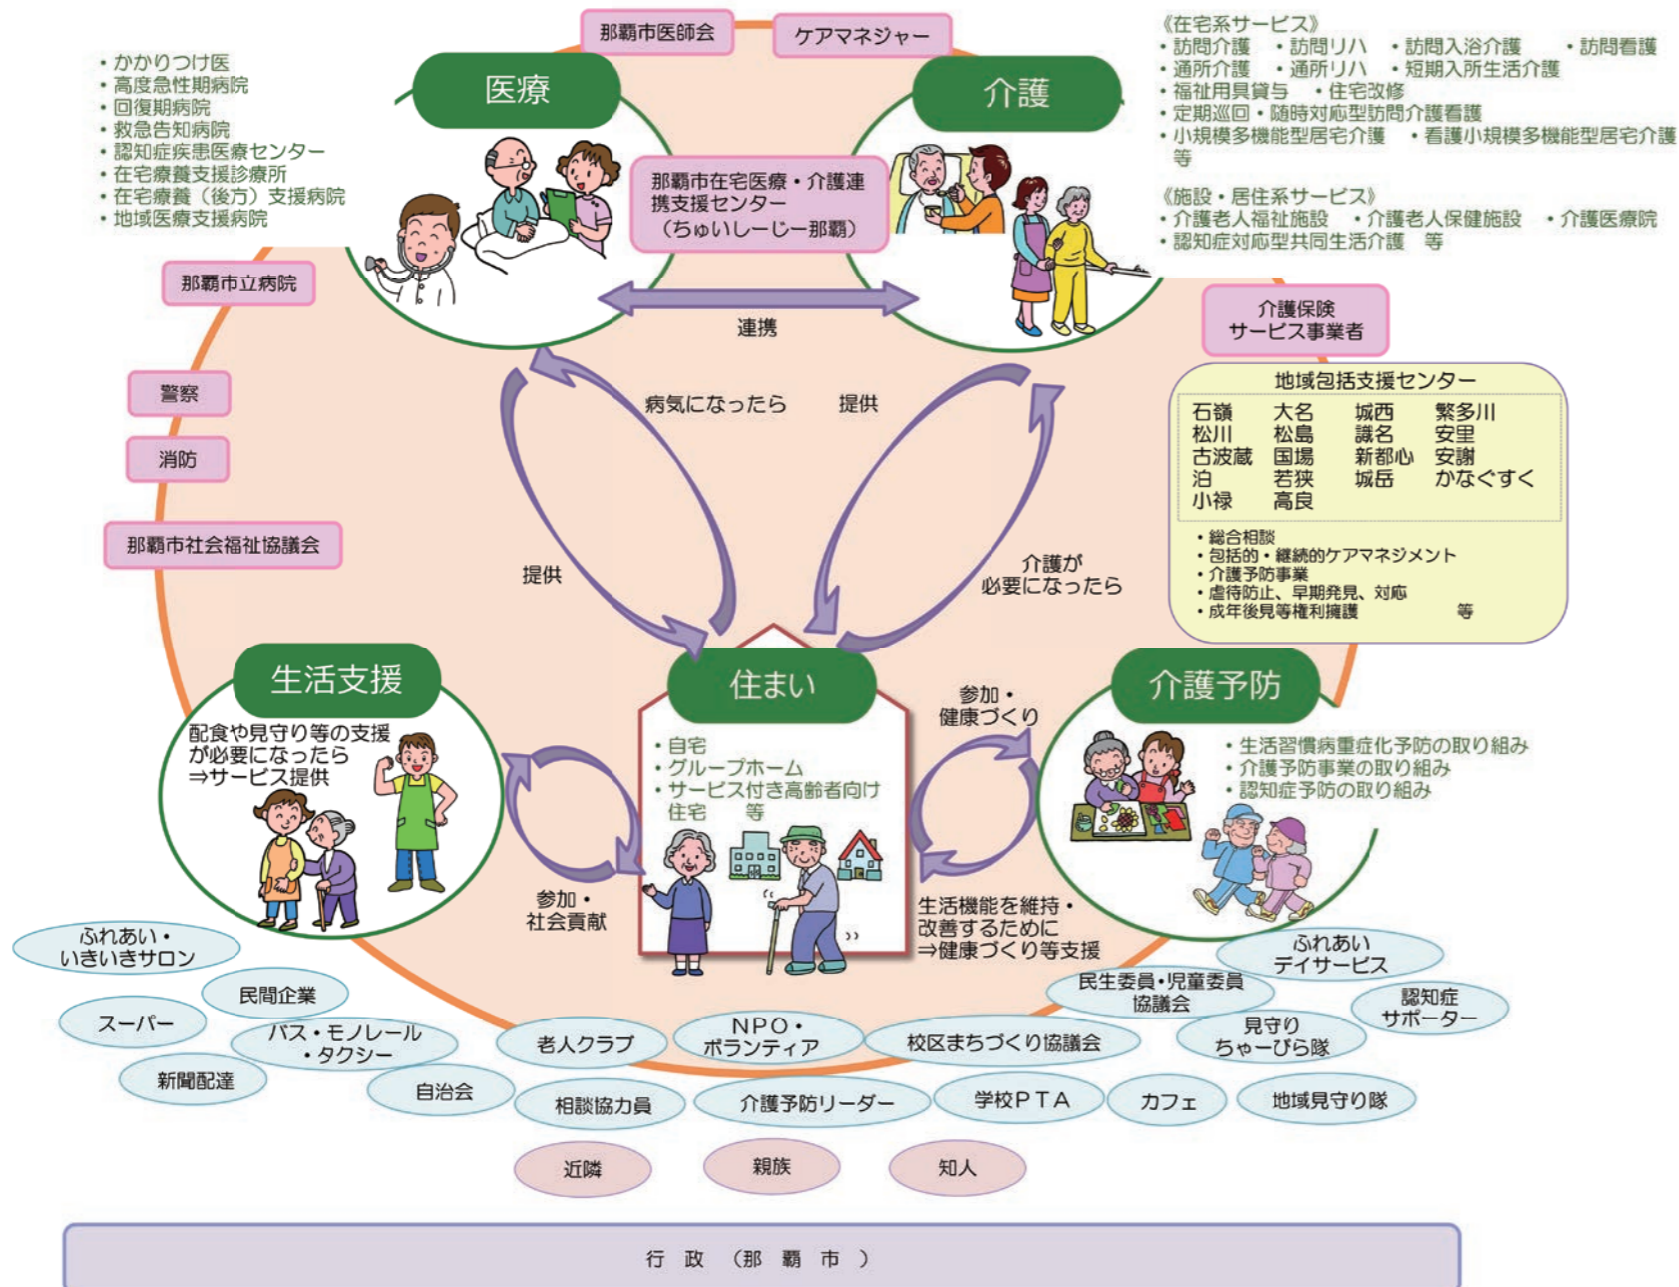 那覇市医師会
ケアマネジャー
医療
・かかりつけ医
・高度急性期病院
・回復期病院
・救急告知病院
・認知症疾患医療センター
・在宅療養支援診療所
・在宅療養（後方）支援病院
・地域医療支援病院
介護
《在宅系サービス》
・訪問介護　・訪問リハ　・訪問入浴介護　・訪問看護
・通所介護　・通所リハ　・短期入所生活介護
・福祉用具貸与　・住宅改修
・定期巡回・随時対応型訪問介護看護
・小規模多機能型居宅介護　・看護小規模多機能型居宅介護
等
《施設・居住系サービス》
・介護老人福祉施設　・介護老人保健施設　・介護医療院
・認知症対応型共同生活介護　等
那覇市在宅医療・介護連
携支援センター
（ちゅいしーじー那覇）
連携
那覇市立病院
警察
消防
那覇市社会福祉協議会
介護保険
サービス事業者
地域包括支援センター
石嶺　大名　城西　繁多川
松川　松島　識名　安里
古波蔵　国場　新都心　安謝
泊　若狭　城岳　かなぐすく
小禄　高良
・総合相談
・包括的・継続的ケアマネジメント
・介護予防事業
・虐待防止、早期発見、対応
・成年後見等権利擁護　等
病気になったら
提供
提供
介護が
必要になったら
生活支援
配食や見守り等の支援
が必要になったら
⇒サービス提供
住まい
・自宅
・グループホーム
・サービス付き高齢者向け
住宅　等
介護予防
・生活習慣病重症化予防の取り組み
・介護予防事業の取り組み
・認知症予防の取り組み
参加・
健康づくり
参加・
社会貢献
生活機能を維持・
改善するために
⇒健康づくり等支援
ふれあい・
いきいきサロン
民間企業
スーパー
バス・モノレール
・タクシー
新聞配達
自治会
老人クラブ
NPO・
ボランティア
校区まちづくり協議会
民生委員・児童委員
協議会
ふれあい
デイサービス
認知症
サポーター
見守り
ちゃーびら隊
相談協力員
介護予防リーダー
学校PTA
カフェ
地域見守り隊
近隣
親族
知人
行 政 （那 覇 市 ）